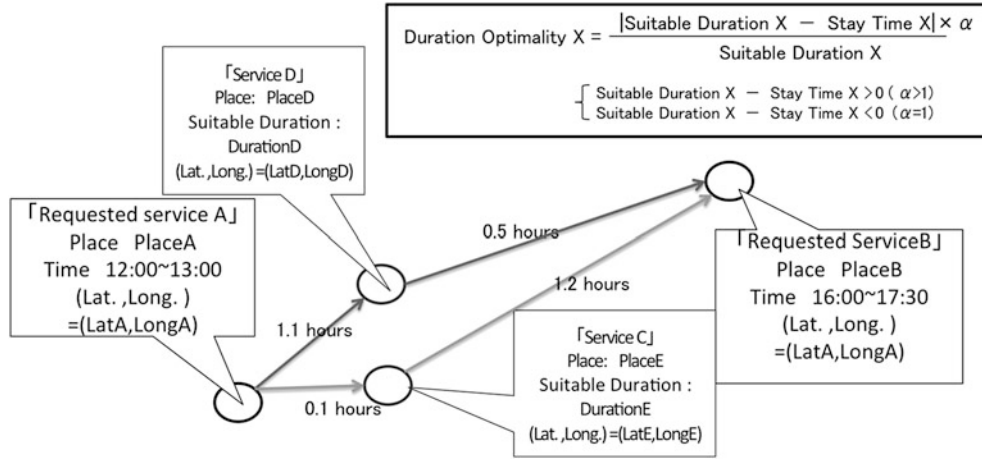 Duration Optimality X = |Suitable Duration X － Stay Time X| × α
Suitable Duration X
Suitable Duration X － Stay Time X >0 ( α>1)
Suitable Duration X － Stay Time X <0 (α=1)
「Service D」
Place: PlaceD
Suitable Duration :
DurationD
(Lat. ,Long.) =(LatD,LongD)
「Requested service A」
Place PlaceA
Time 12:00~13:00
(Lat. ,Long. )
=(LatA,LongA)
0.5 hours
1.2 hours
1.1 hours
0.1 hours
「Requested ServiceB」
Place PlaceB
Time 16:00~17:30
(Lat. ,Long. )
=(LatA,LongA)
「Service C」
Place: PlaceE
Suitable Duration :
DurationE
(Lat. ,Long.) =(LatE,LongE)